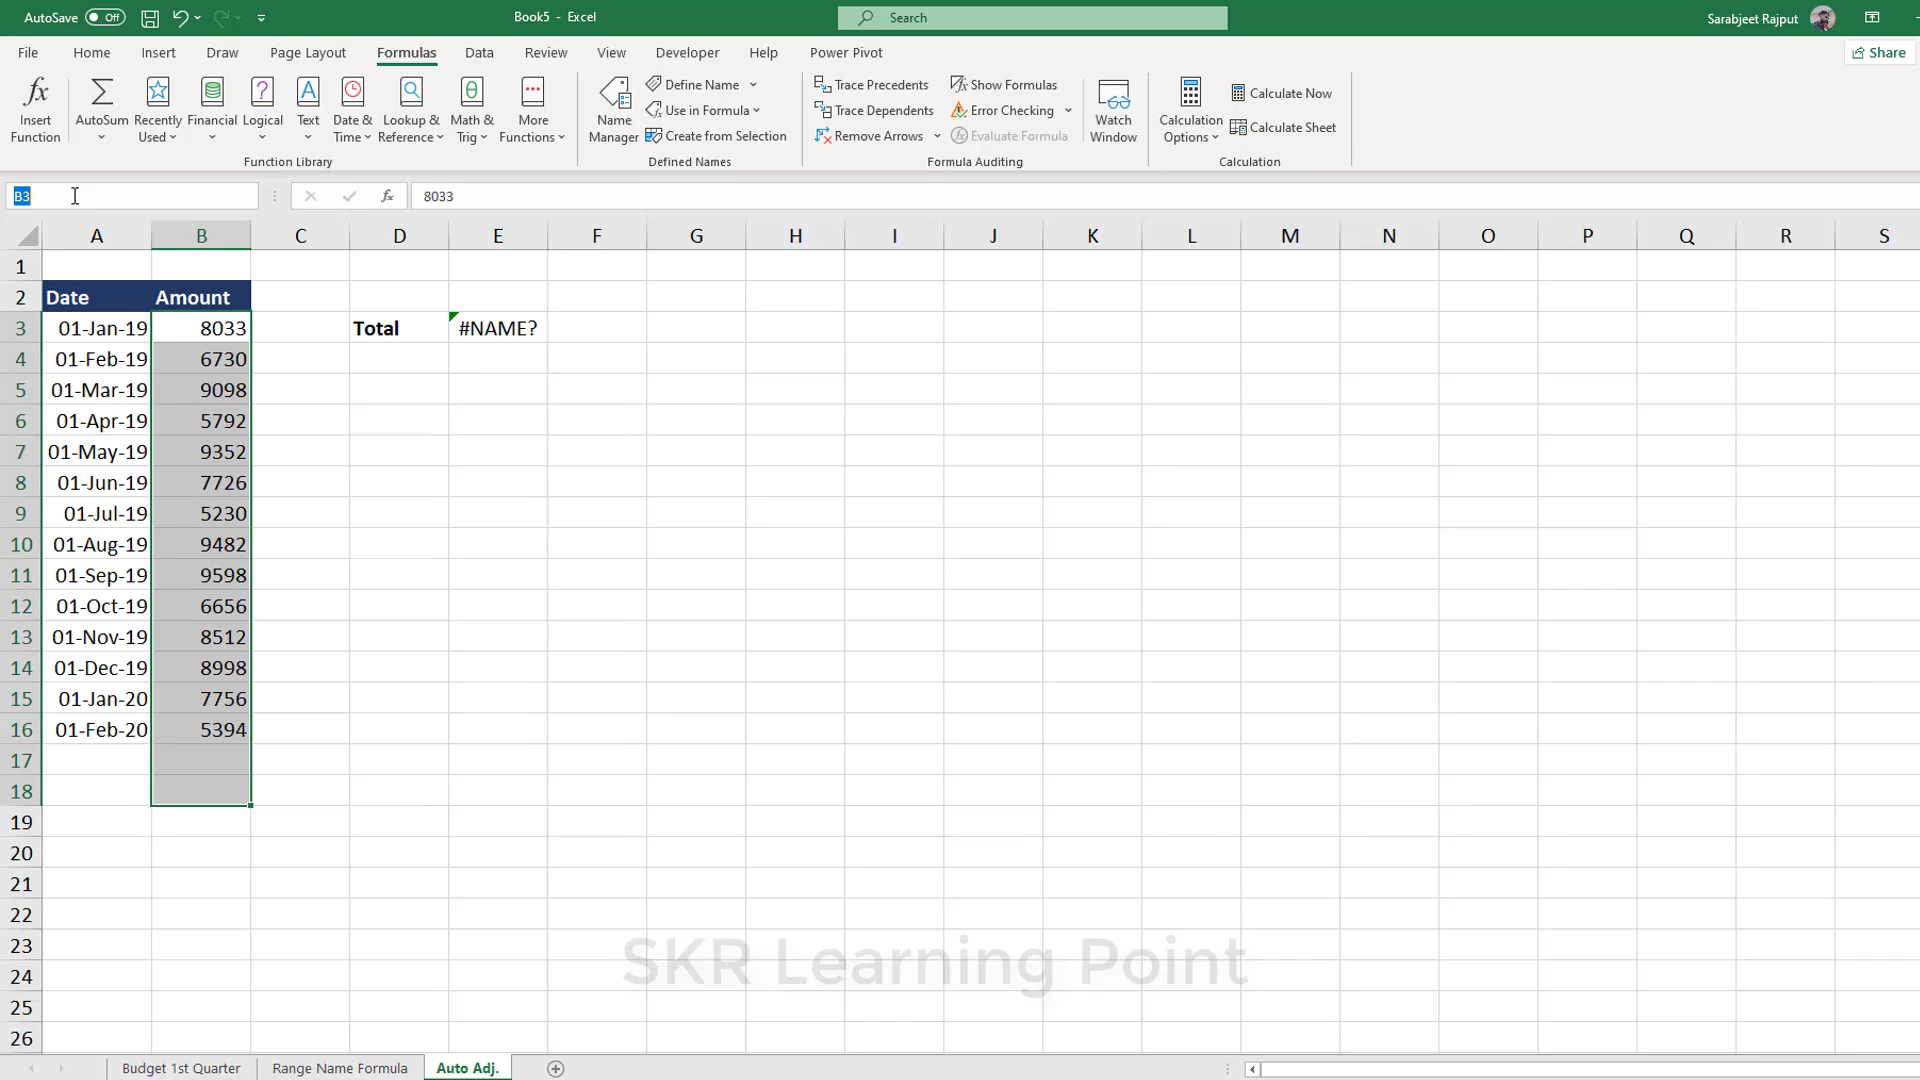 AutoSave Off Book5 - Excel Search Sarabjeet Rajput
File Home Insert Draw Page Layout Formulas Data Review View Developer Help Power Pivot Share
Insert Function AutoSum Recently Used Financial Logical Text Date & Time Lookup & Reference Math & Trig More Functions
Function Library
Name Manager Define Name Use in Formula Create from Selection
Defined Names
Trace Precedents Trace Dependents Remove Arrows Show Formulas Error Checking Evaluate Formula
Formula Auditing
Watch Window
Calculation Options Calculate Now Calculate Sheet
Calculation
B3 fx 8033
A B C D E F G H I J K L M N O P Q R S
1
2 Date Amount
3 01-Jan-19 8033 Total #NAME?
4 01-Feb-19 6730
5 01-Mar-19 9098
6 01-Apr-19 5792
7 01-May-19 9352
8 01-Jun-19 7726
9 01-Jul-19 5230
10 01-Aug-19 9482
11 01-Sep-19 9598
12 01-Oct-19 6656
13 01-Nov-19 8512
14 01-Dec-19 8998
15 01-Jan-20 7756
16 01-Feb-20 5394
17
18
19
20
21
22
23
SKR Learning Point
24
25
26
Budget 1st Quarter Range Name Formula Auto Adj.